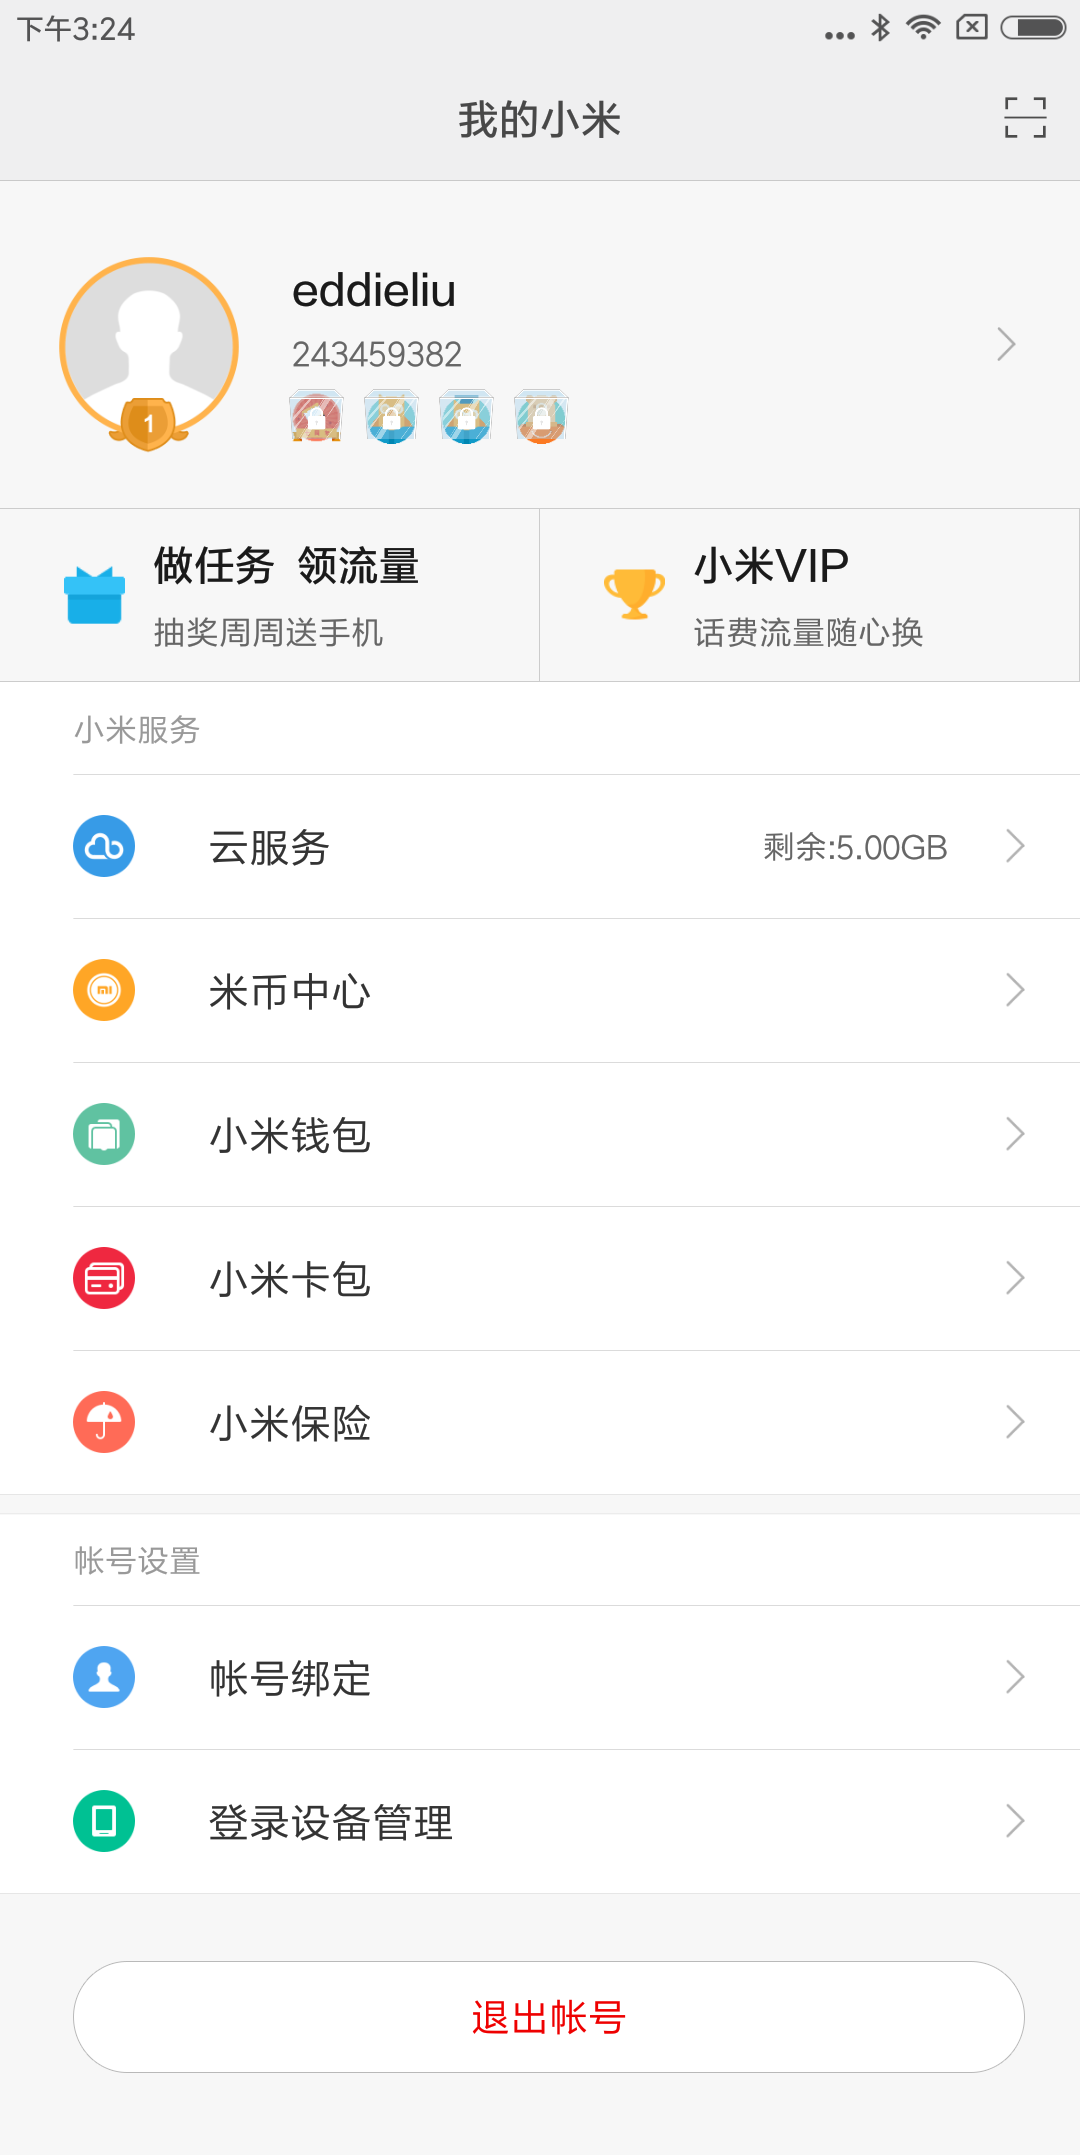 下午3:24
我的小米
eddieliu
243459382
1
做任务 领流量
抽奖周周送手机
小米VIP
话费流量随心换
小米服务
云服务
剩余:5.00GB
米币中心
小米钱包
小米卡包
小米保险
帐号设置
帐号绑定
登录设备管理
退出帐号